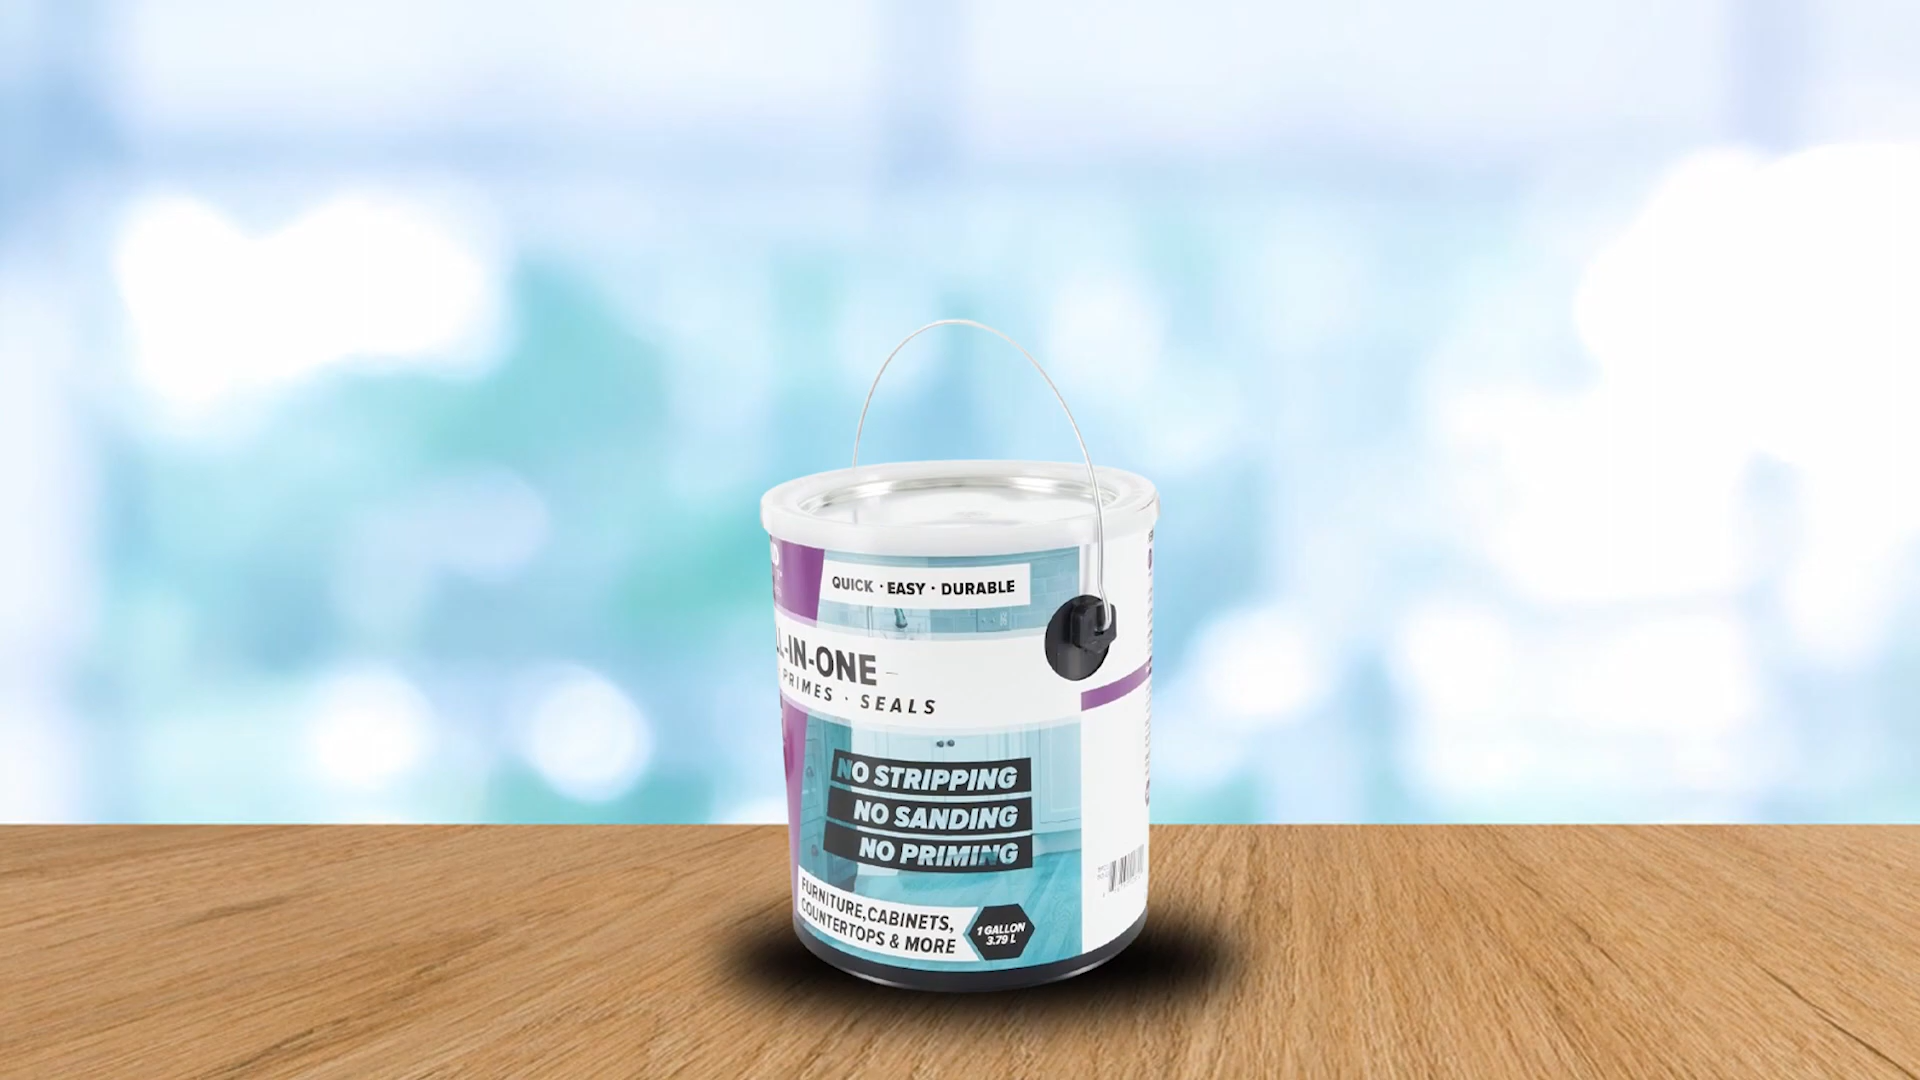 QUICK · EASY · DURABLE
LL-IN-ONE
PRIMES · SEALS
NO STRIPPING
NO SANDING
NO PRIMING
FURNITURE, CABINETS,
COUNTERTOPS & MORE
1 GALLON
3.79 L